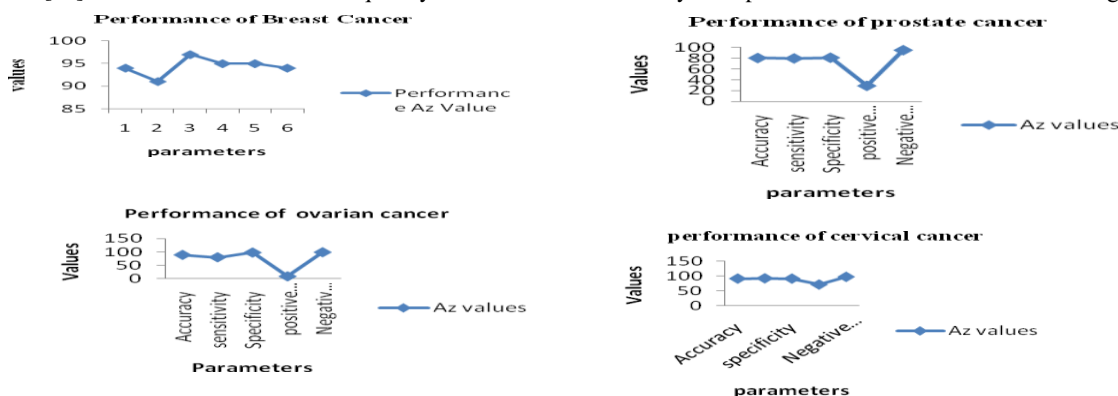 Performance of Breast Cancer
100
95
90
85
1 2 3 4 5 6
values
parameters
Performanc
e Az Value
Performance of prostate cancer
100
80
60
40
20
0
Values
Accuracy
sensitivity
Specificity
positive...
Negative...
parameters
Az values
Performance of ovarian cancer
150
100
50
0
Values
Accuracy
sensitivity
Specificity
positive...
Negativ...
Parameters
Az values
performance of cervical cancer
150
100
50
0
Values
Accuracy
specificity
Negative...
parameters
Az values